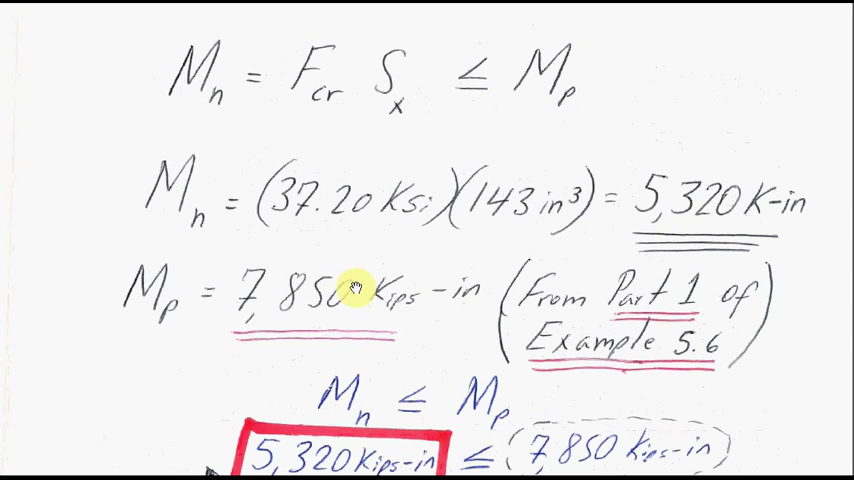 Mn = Fcr Sx ≤ Mp
Mn = (37.20 Ksi)(143 in³) = 5,320 K-in
Mp = 7,850 Kips-in (From Part 1 of
Example 5.6)
Mn ≤ Mp
5,320 Kips-in ≤ (7,850 Kips-in)